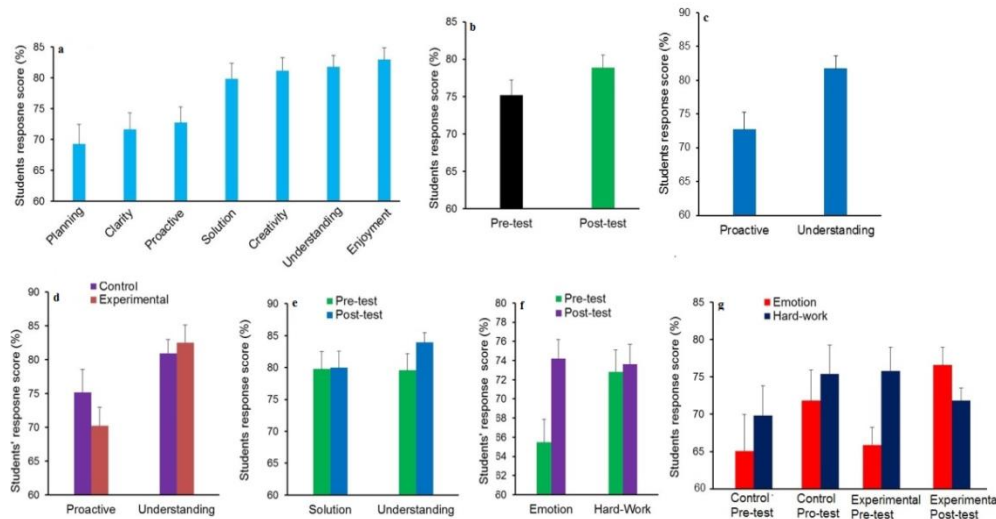 a
Students resposne score (%)
85
80
75
70
65
60
Planning
Clarity
Proactive
Solution
Creativity
Understanding
Enjoyment
b
Students response score (%)
85
80
75
70
65
60
Pre-test
Post-test
c
Students response score (%)
90
85
80
75
70
65
60
Proactive
Understanding
d
Control
Experimental
Students' resposne score (%)
90
85
80
75
70
65
60
Proactive
Understanding
e
Pre-test
Post-test
Students response score (%)
90
85
80
75
70
65
60
Solution
Understanding
f
Pre-test
Post-test
Students' response score (%)
80
78
76
74
72
70
68
66
64
62
60
Emotion
Hard-Work
g
Emotion
Hard-work
Students response score (%)
85
80
75
70
65
60
Control
Pre-test
Control
Pro-test
Experimental
Pre-test
Experimental
Post-test